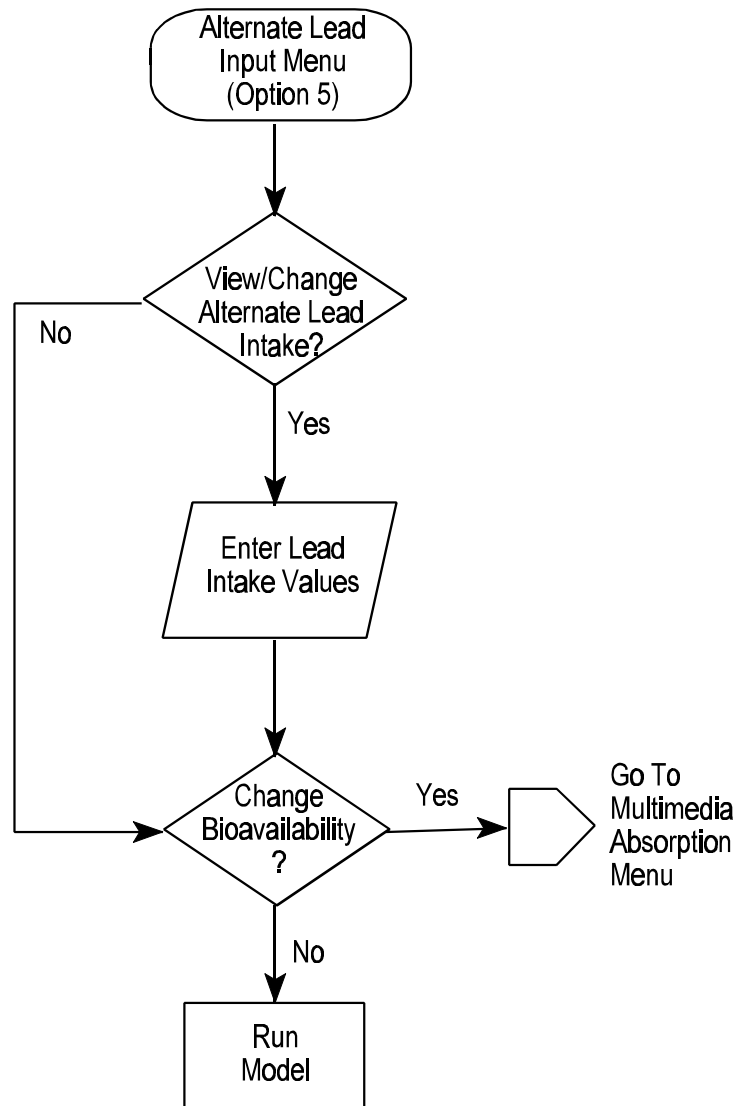 Alternate Lead
Input Menu
(Option 5)
View/Change
Alternate Lead
Intake?
No
Yes
Enter Lead
Intake Values
Change
Bioavailability
?
Yes
Go To
Multimedia
Absorption
Menu
No
Run
Model